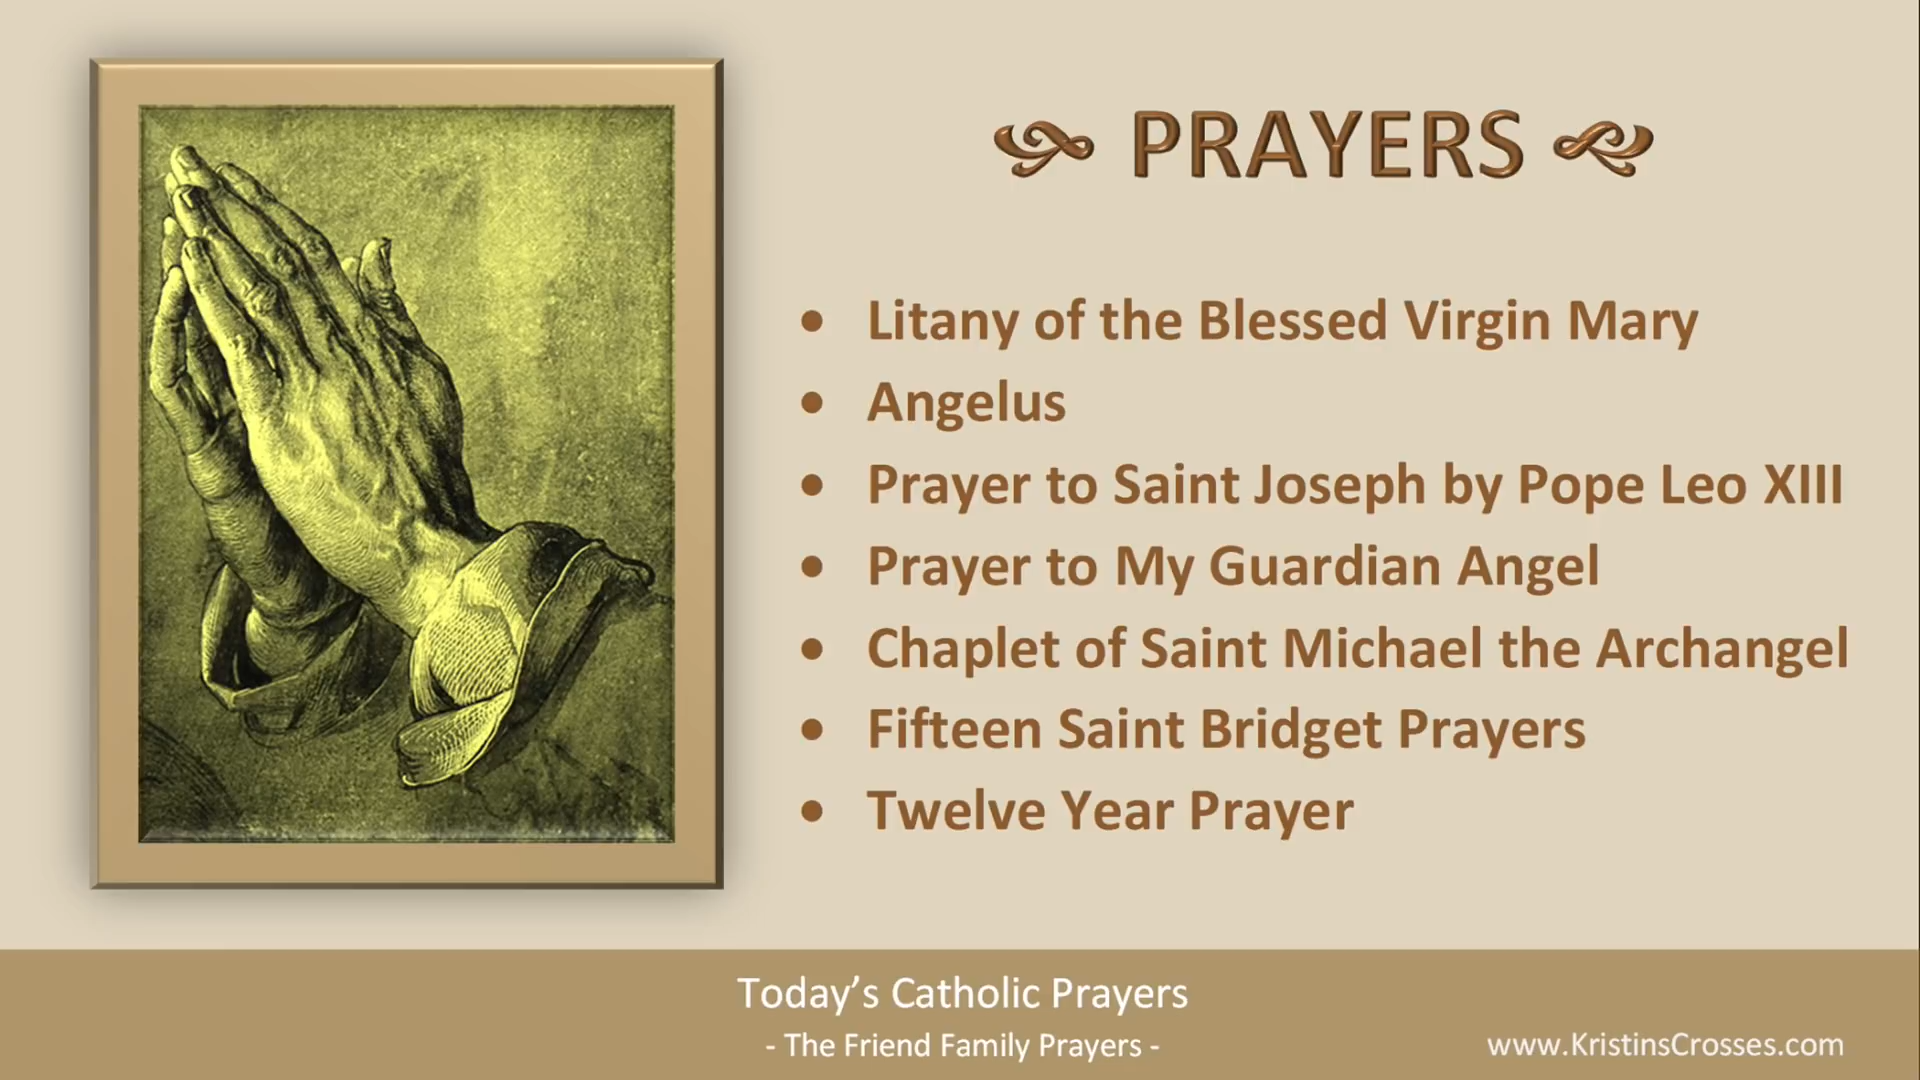 PRAYERS
• Litany of the Blessed Virgin Mary
• Angelus
• Prayer to Saint Joseph by Pope Leo XIII
• Prayer to My Guardian Angel
• Chaplet of Saint Michael the Archangel
• Fifteen Saint Bridget Prayers
• Twelve Year Prayer
Today’s Catholic Prayers
- The Friend Family Prayers -
www.KristinsCrosses.com